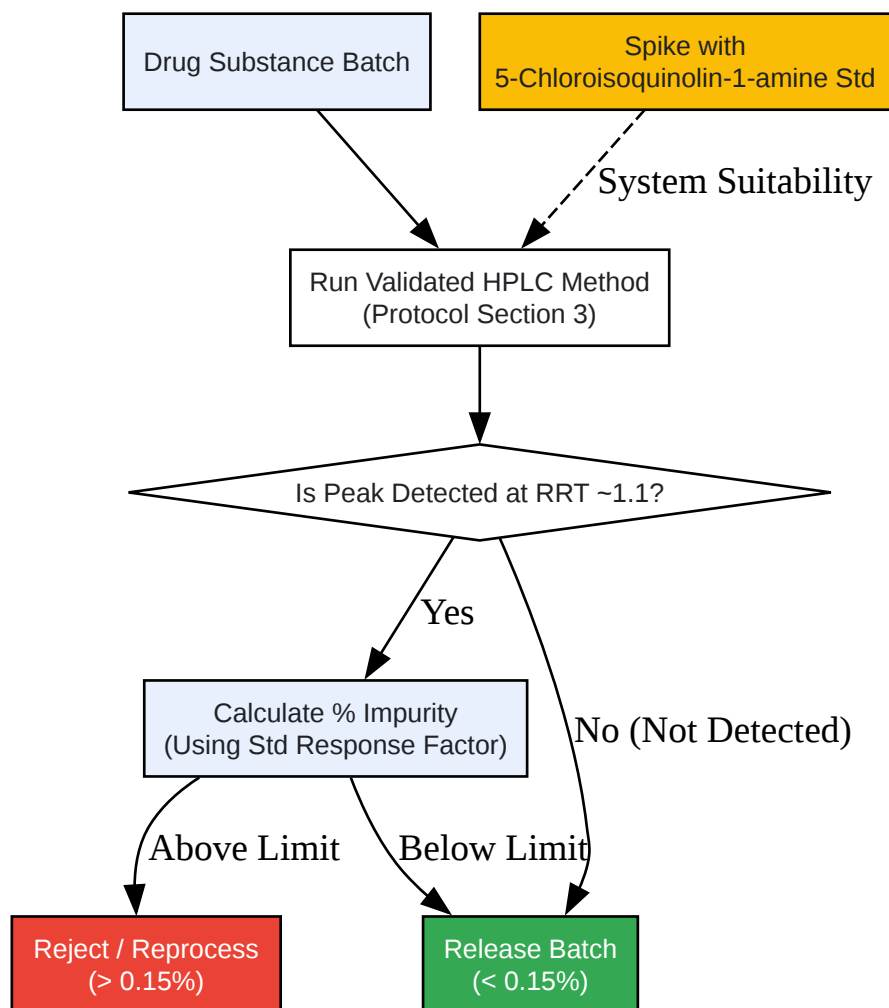 Drug Substance Batch
Spike with
5-Chloroisoquinolin-1-amine Std
System Suitability
Run Validated HPLC Method
(Protocol Section 3)
Is Peak Detected at RRT ~1.1?
Yes
Calculate % Impurity
(Using Std Response Factor)
No (Not Detected)
Above Limit
Below Limit
Reject / Reprocess
(> 0.15%)
Release Batch
(< 0.15%)